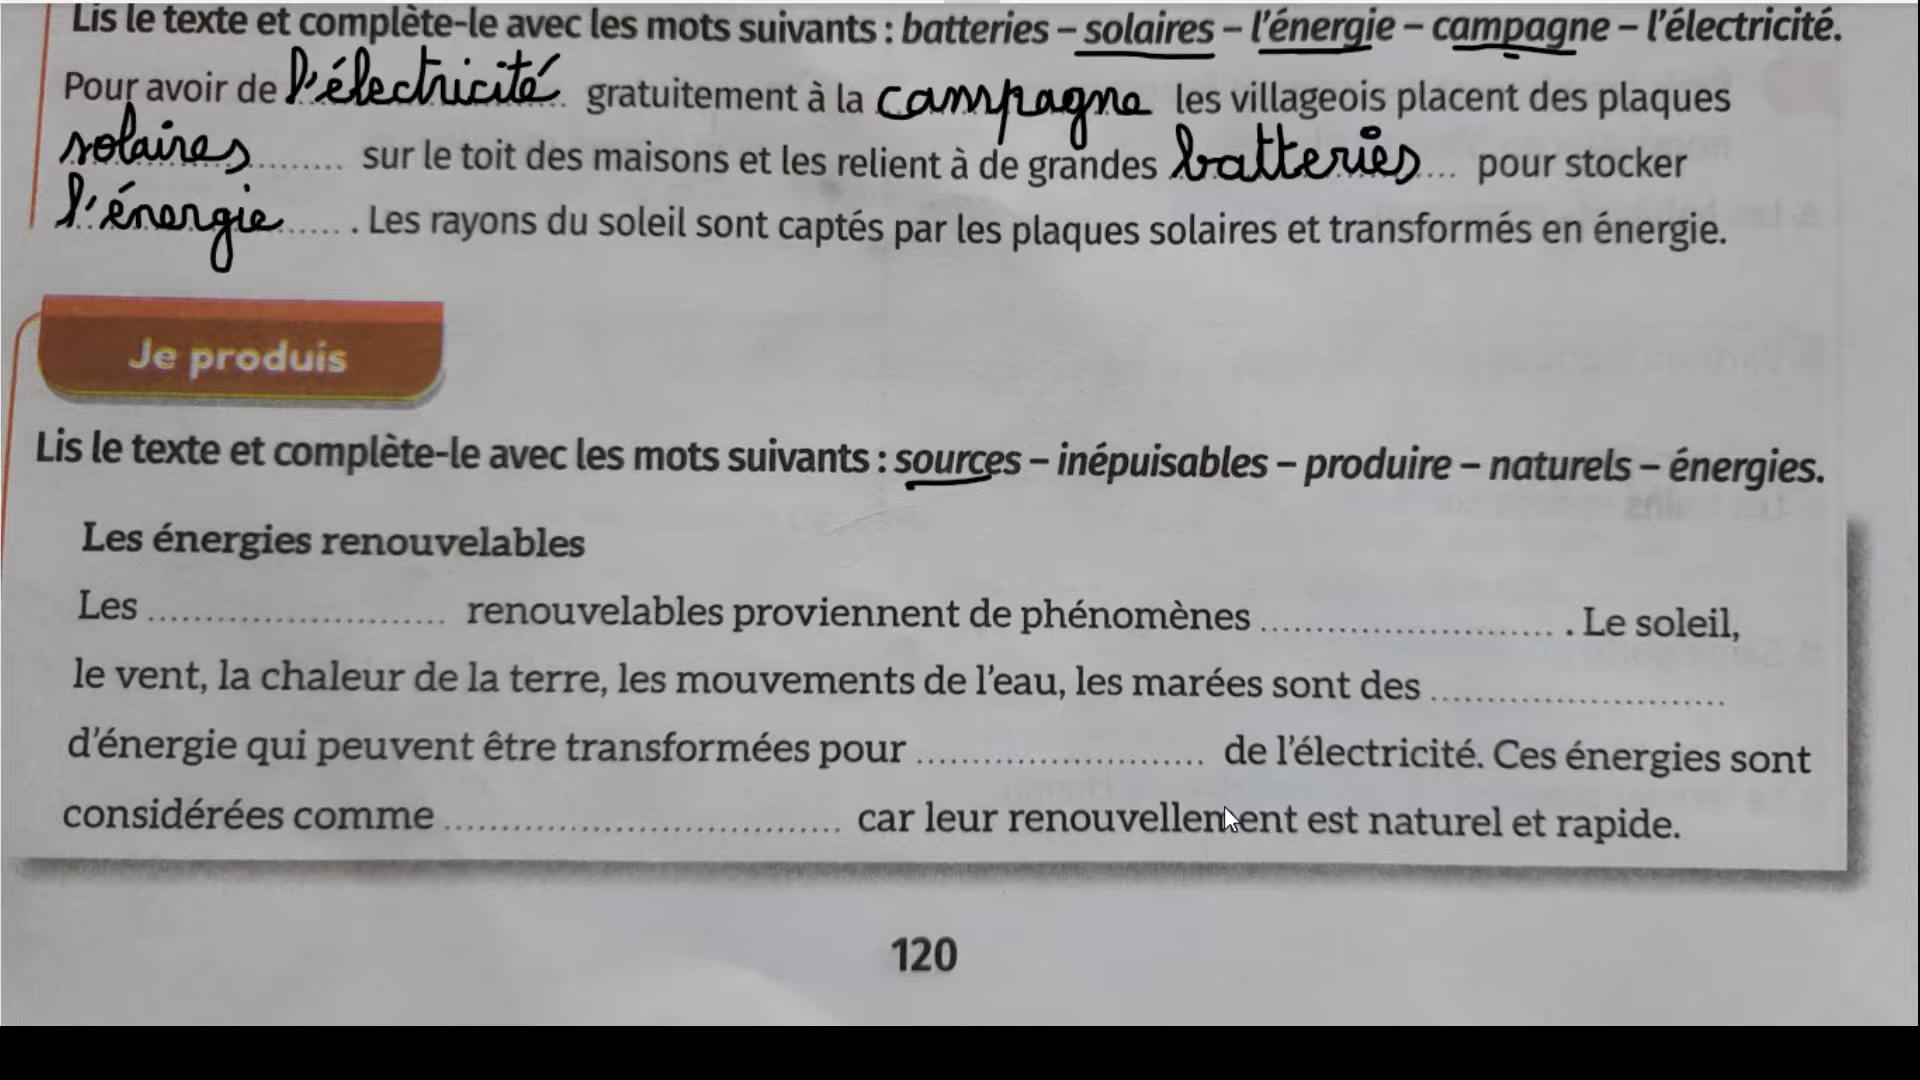 Lis le texte et complète-le avec les mots suivants : batteries – solaires – l'énergie – campagne – l'électricité.
Pour avoir de l'électricité gratuitement à la campagne les villageois placent des plaques
solaires sur le toit des maisons et les relient à de grandes batteries pour stocker
l'énergie. Les rayons du soleil sont captés par les plaques solaires et transformés en énergie.
Je produis
Lis le texte et complète-le avec les mots suivants : sources – inépuisables – produire – naturels – énergies.
Les énergies renouvelables
Les ........................ renouvelables proviennent de phénomènes ........................ . Le soleil,
le vent, la chaleur de la terre, les mouvements de l'eau, les marées sont des ........................
d'énergie qui peuvent être transformées pour ........................ de l'électricité. Ces énergies sont
considérées comme ................................ car leur renouvellement est naturel et rapide.
120